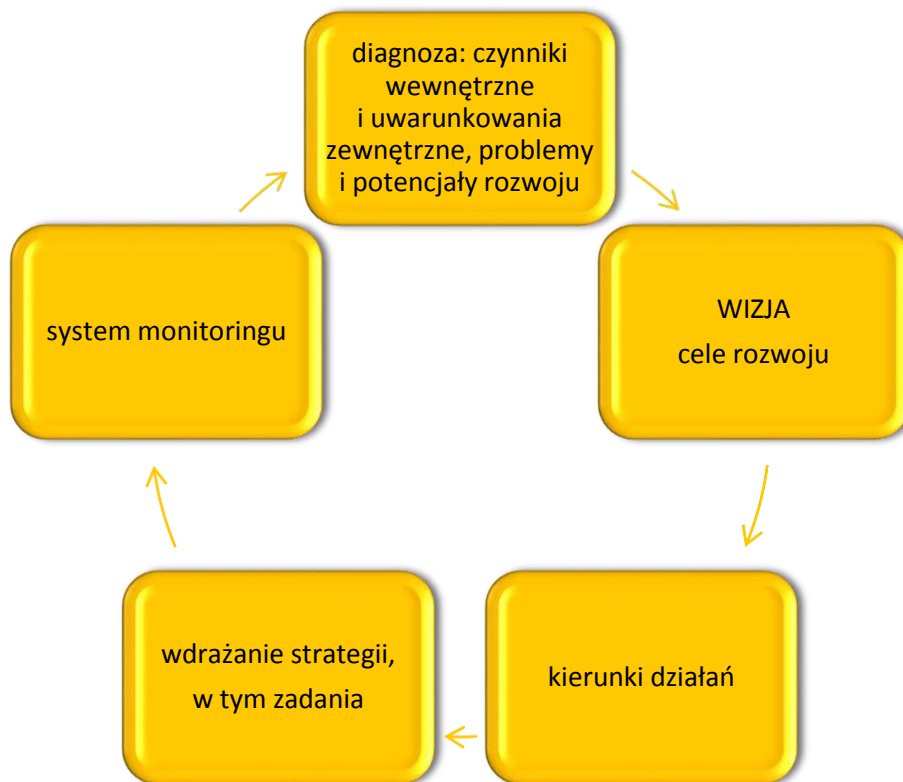 diagnoza: czynniki
wewnętrzne
i uwarunkowania
zewnętrzne, problemy
i potencjały rozwoju
system monitoringu
WIZJA
cele rozwoju
wdrażanie strategii,
w tym zadania
kierunki działań